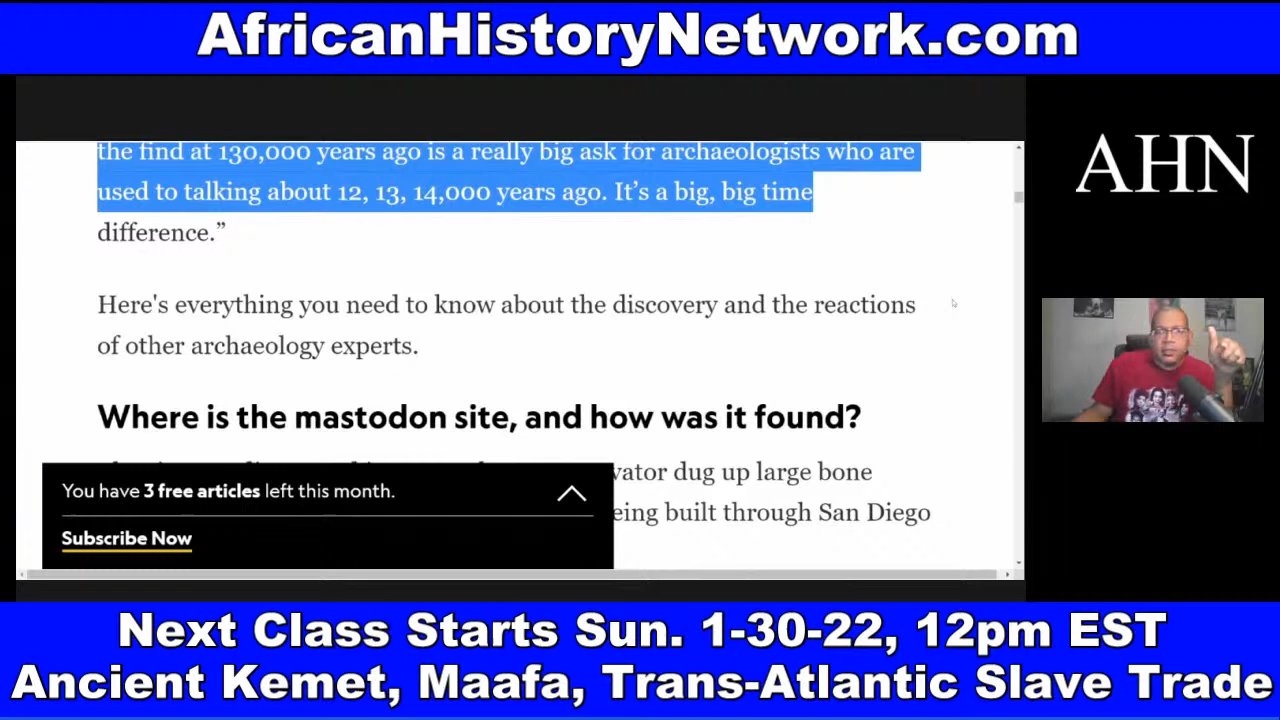 AfricanHistoryNetwork.com
the find at 130,000 years ago is a really big ask for archaeologists who are
used to talking about 12, 13, 14,000 years ago. It’s a big, big time
difference.”
Here's everything you need to know about the discovery and the reactions
of other archaeology experts.
Where is the mastodon site, and how was it found?
dug up large bone
being built through San Diego
You have 3 free articles left this month.
Subscribe Now
AHN
Next Class Starts Sun. 1-30-22, 12pm EST
Ancient Kemet, Maafa, Trans-Atlantic Slave Trade